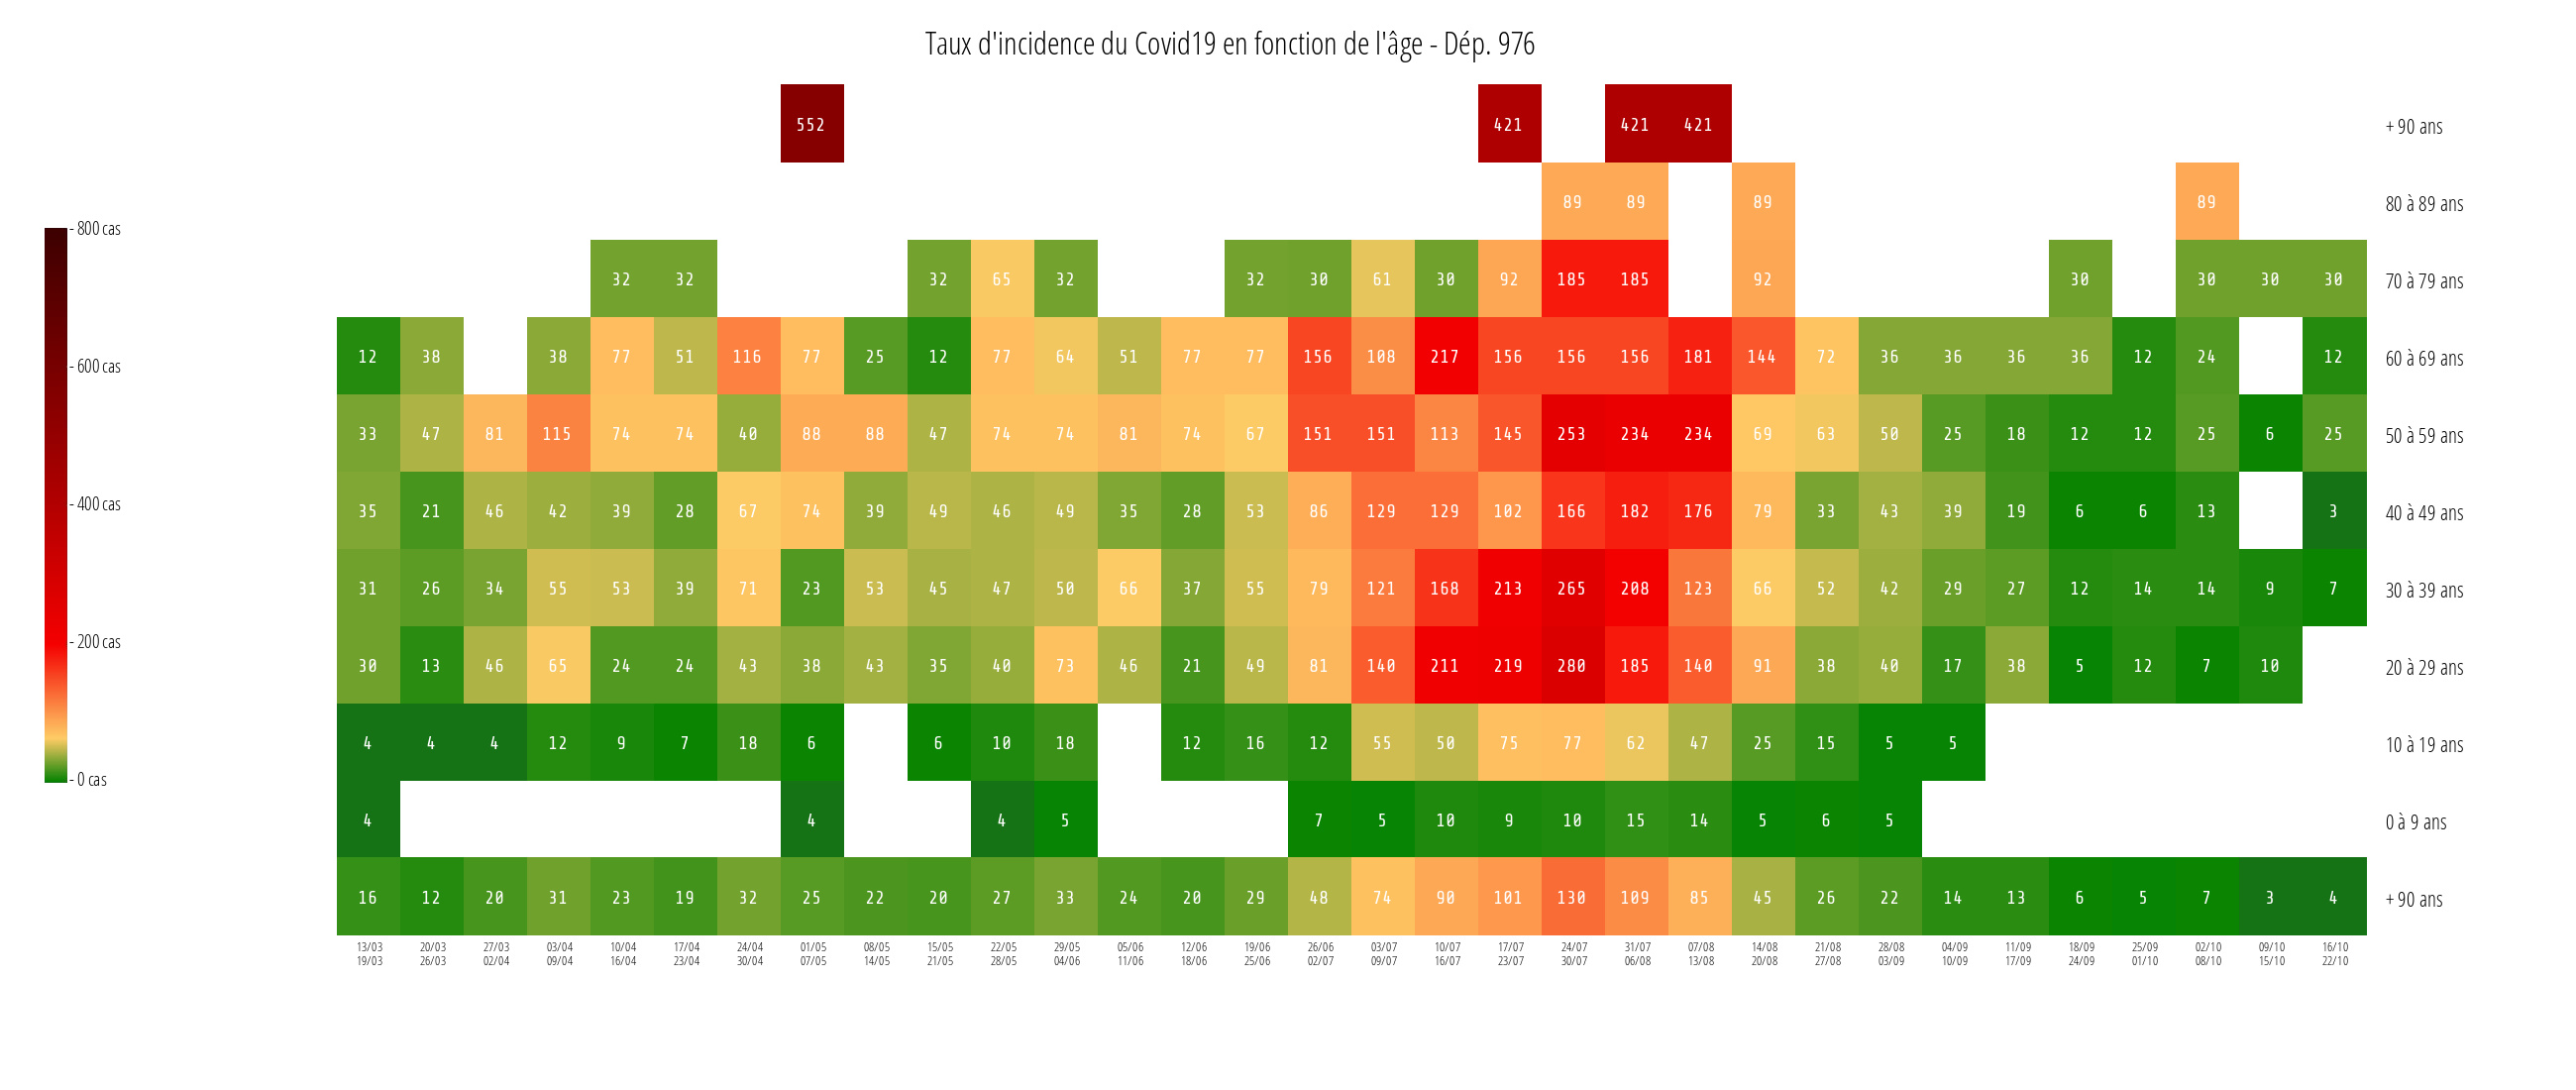 Taux d'incidence du Covid19 en fonction de l'âge - Dép. 976
- 800 cas
- 600 cas
- 400 cas
- 200 cas
- 0 cas
552 421 421 421 + 90 ans
89 89 89 89 80 à 89 ans
32 32 32 65 32 32 30 61 30 92 185 185 92 30 30 30 30 70 à 79 ans
12 38 38 77 51 116 77 25 12 77 64 51 77 77 156 108 217 156 156 156 181 144 72 36 36 36 36 12 24 12 60 à 69 ans
33 47 81 115 74 74 40 88 88 47 74 74 81 74 67 151 151 113 145 253 234 234 69 63 50 25 18 12 12 25 6 25 50 à 59 ans
35 21 46 42 39 28 67 74 39 49 46 49 35 28 53 86 129 129 102 166 182 176 79 33 43 39 19 6 6 13 3 40 à 49 ans
31 26 34 55 53 39 71 23 53 45 47 50 66 37 55 79 121 168 213 265 208 123 66 52 42 29 27 12 14 14 9 7 30 à 39 ans
30 13 46 65 24 24 43 38 43 35 40 73 46 21 49 81 140 211 219 280 185 140 91 38 40 17 38 5 12 7 10 20 à 29 ans
4 4 4 12 9 7 18 6 6 10 18 12 16 12 55 50 75 77 62 47 25 15 5 5 10 à 19 ans
4 4 4 5 7 5 10 9 10 15 14 5 6 5 0 à 9 ans
16 12 20 31 23 19 32 25 22 20 27 33 24 20 29 48 74 90 101 130 109 85 45 26 22 14 13 6 5 7 3 4 + 90 ans
13/03 20/03 27/03 03/04 10/04 17/04 24/04 01/05 08/05 15/05 22/05 29/05 05/06 12/06 19/06 26/06 03/07 10/07 17/07 24/07 31/07 07/08 14/08 21/08 28/08 04/09 11/09 18/09 25/09 02/10 09/10 16/10
19/03 26/03 02/04 09/04 16/04 23/04 30/04 07/05 14/05 21/05 28/05 04/06 11/06 18/06 25/06 02/07 09/07 16/07 23/07 30/07 06/08 13/08 20/08 27/08 03/09 10/09 17/09 24/09 01/10 08/10 15/10 22/10